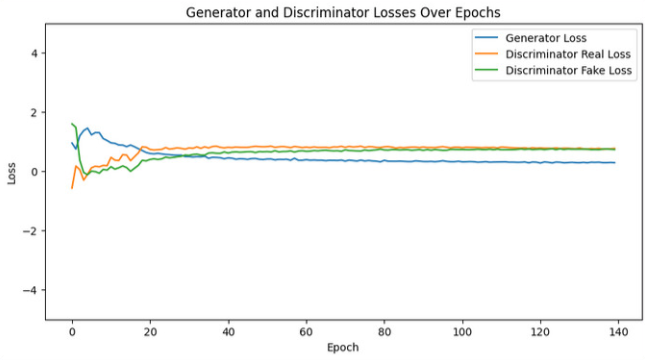 Generator and Discriminator Losses Over Epochs
Generator Loss
Discriminator Real Loss
Discriminator Fake Loss
4
2
0
−2
−4
Loss
0 20 40 60 80 100 120 140
Epoch